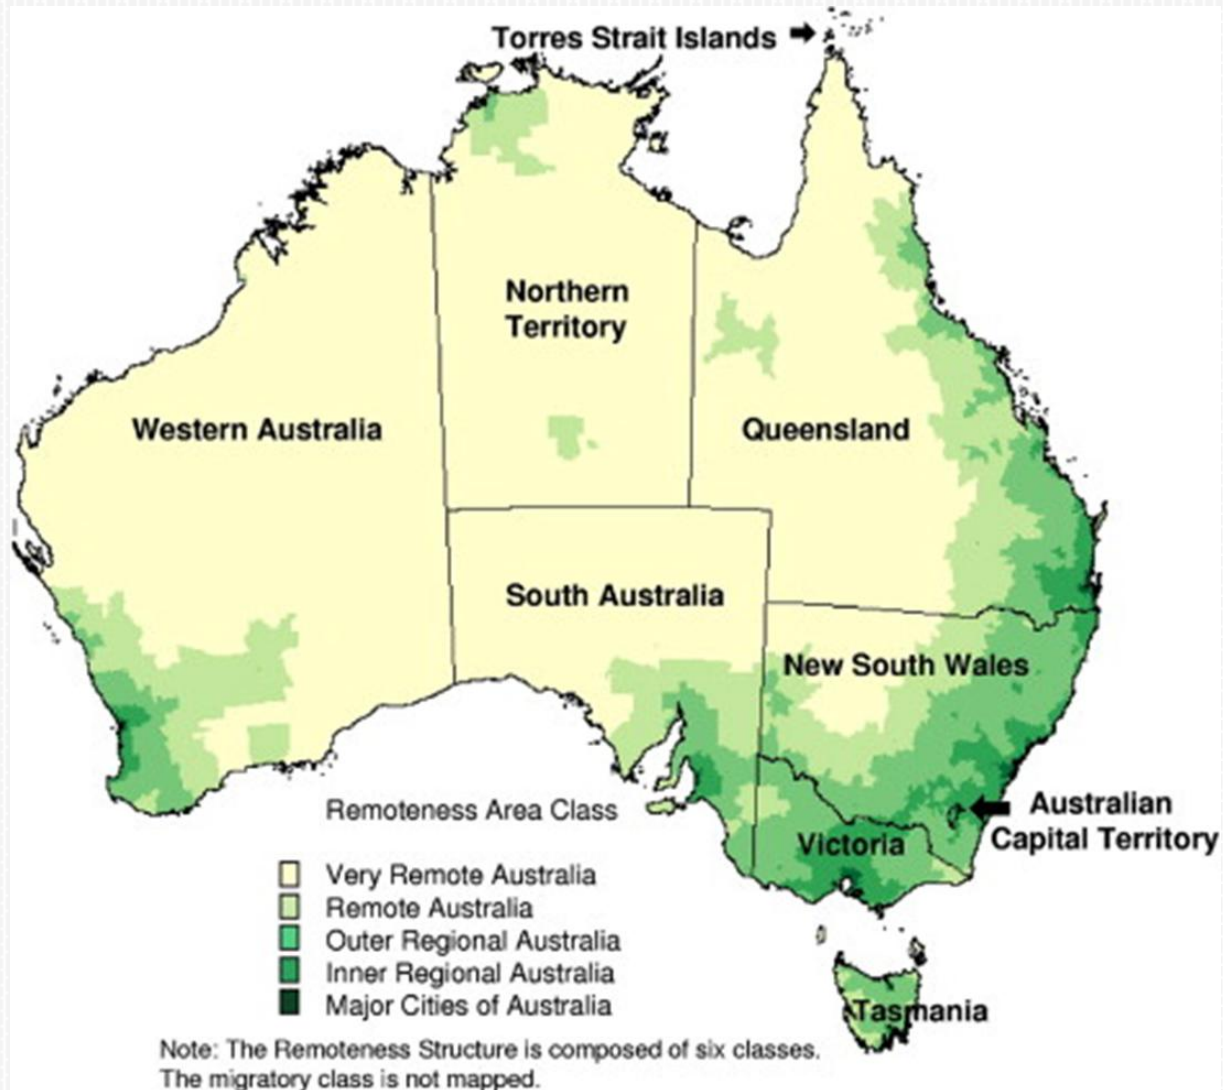 Torres Strait Islands
Northern
Territory
Western Australia
Queensland
South Australia
New South Wales
Australian
Capital Territory
Victoria
Tasmania
Remoteness Area Class
Very Remote Australia
Remote Australia
Outer Regional Australia
Inner Regional Australia
Major Cities of Australia
Note: The Remoteness Structure is composed of six classes.
The migratory class is not mapped.